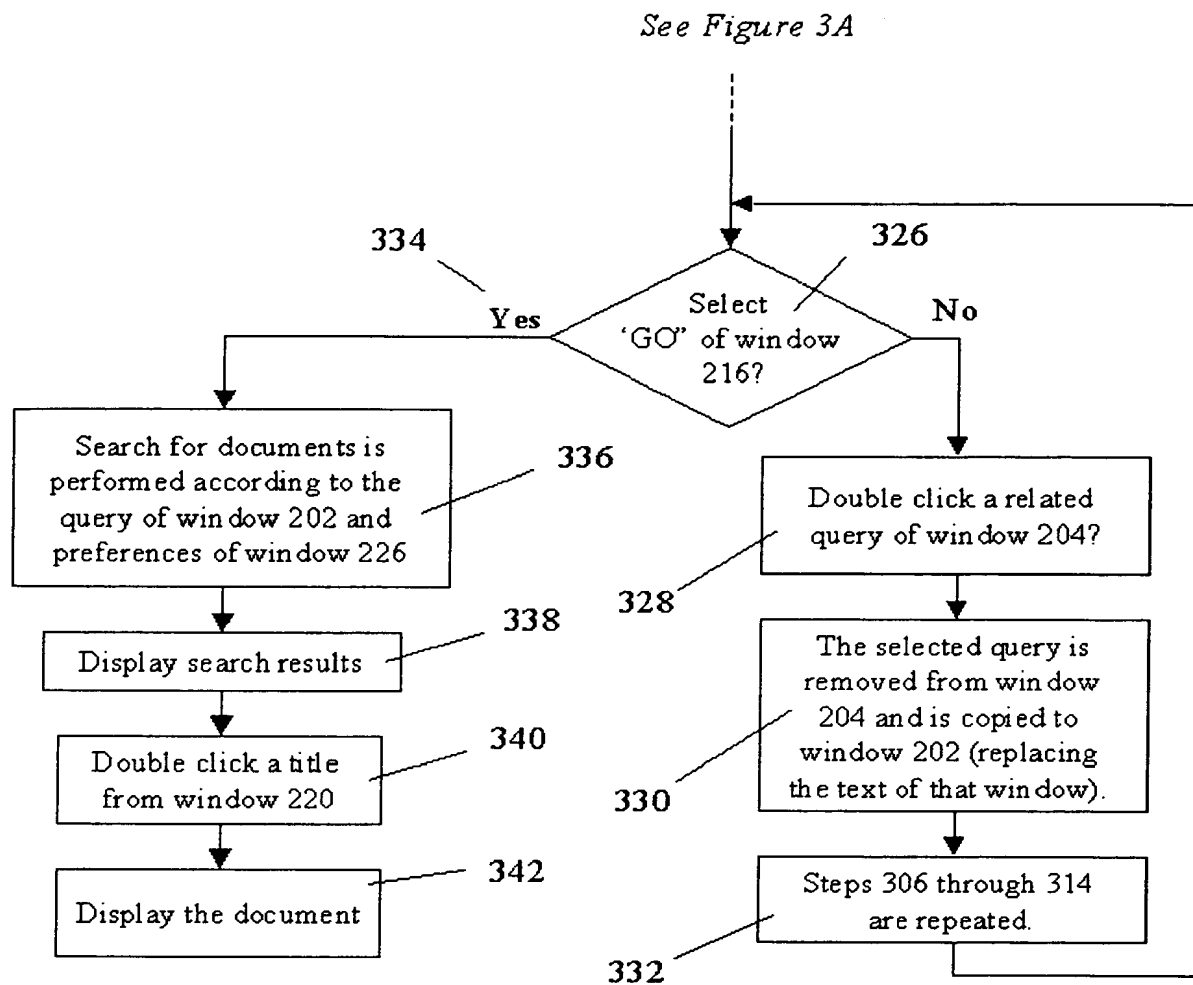 See Figure 3A
334
326
Yes
Select
‘GO” of window
216?
No
Search for documents is
performed according to the
query of window 202 and
preferences of window 226
336
Double click a related
query of window 204?
328
338
Display search results
The selected query is
removed from window
204 and is copied to
window 202 (replacing
the text of that window).
330
340
Double click a title
from window 220
342
Display the document
Steps 306 through 314
are repeated.
332